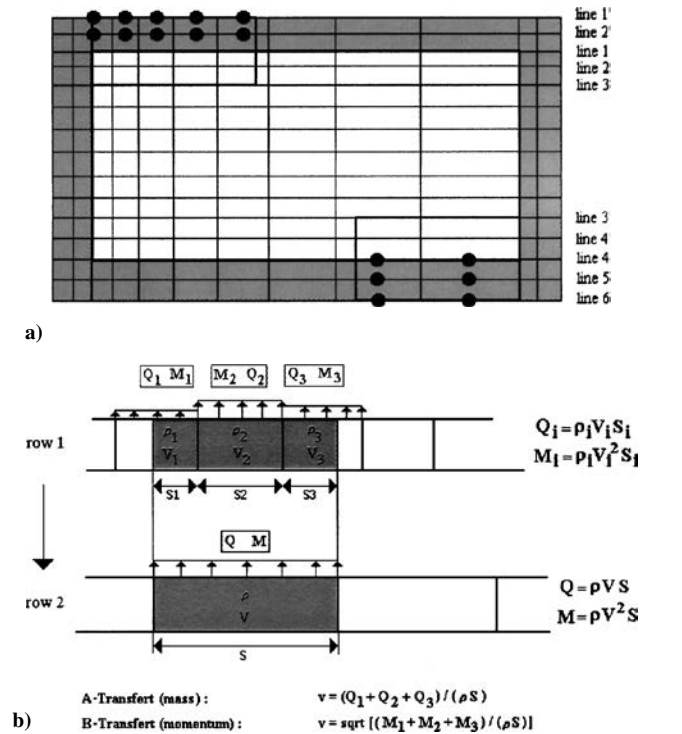 line 1'
line 2'
line 1
line 2
line 3
line 3
line 4
line 4
line 5
line 6
a)
Q1 M1
M2 Q2
Q3 M3
row 1
ρ1
V1
ρ2
V2
ρ3
V3
Qi=ρiViSi
Mi=ρiVi²Si
S1
S2
S3
Q M
row 2
ρ
V
Q=ρVS
M=ρV²S
S
A-Transfert (mass) : v=(Q1+Q2+Q3)/(ρS)
b)
B-Transfert (momentum) : v=sqrt[(M1+M2+M3)/(ρS)]